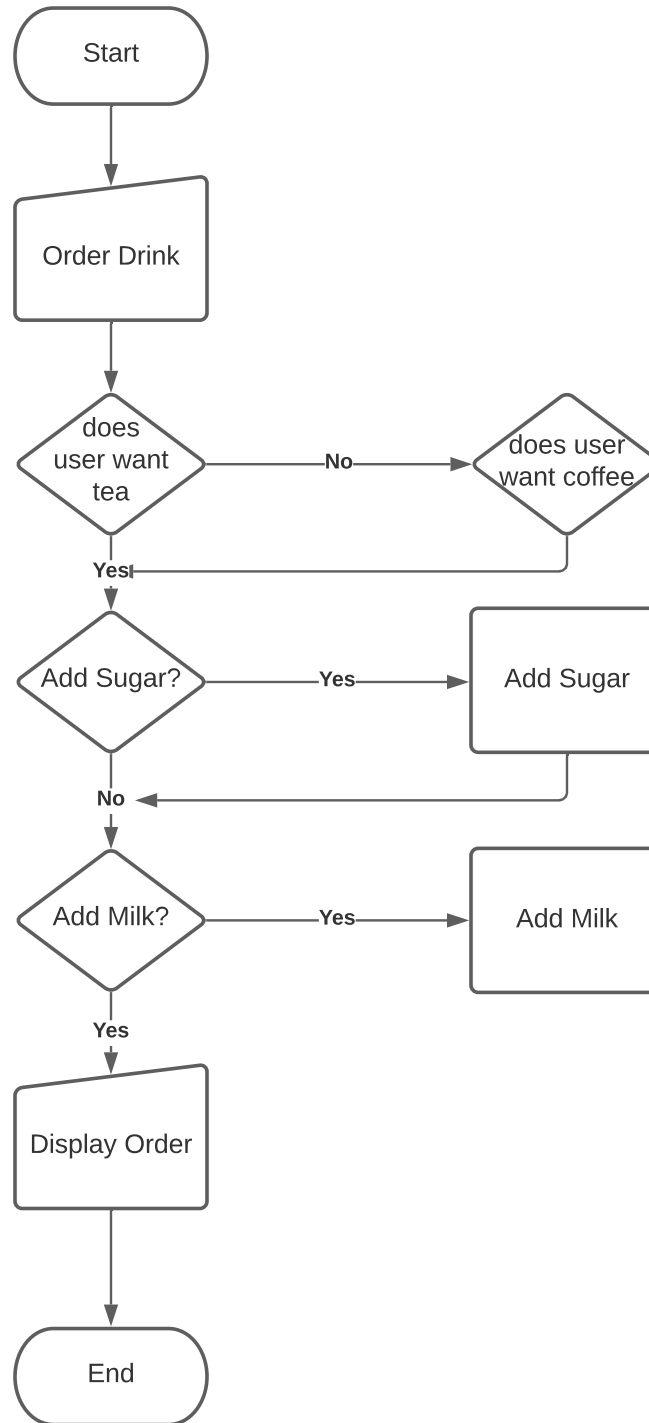 Start
Order Drink
does
user want
tea
No
does user
want coffee
Yes
Add Sugar?
Yes
Add Sugar
No
Add Milk?
Yes
Add Milk
Yes
Display Order
End